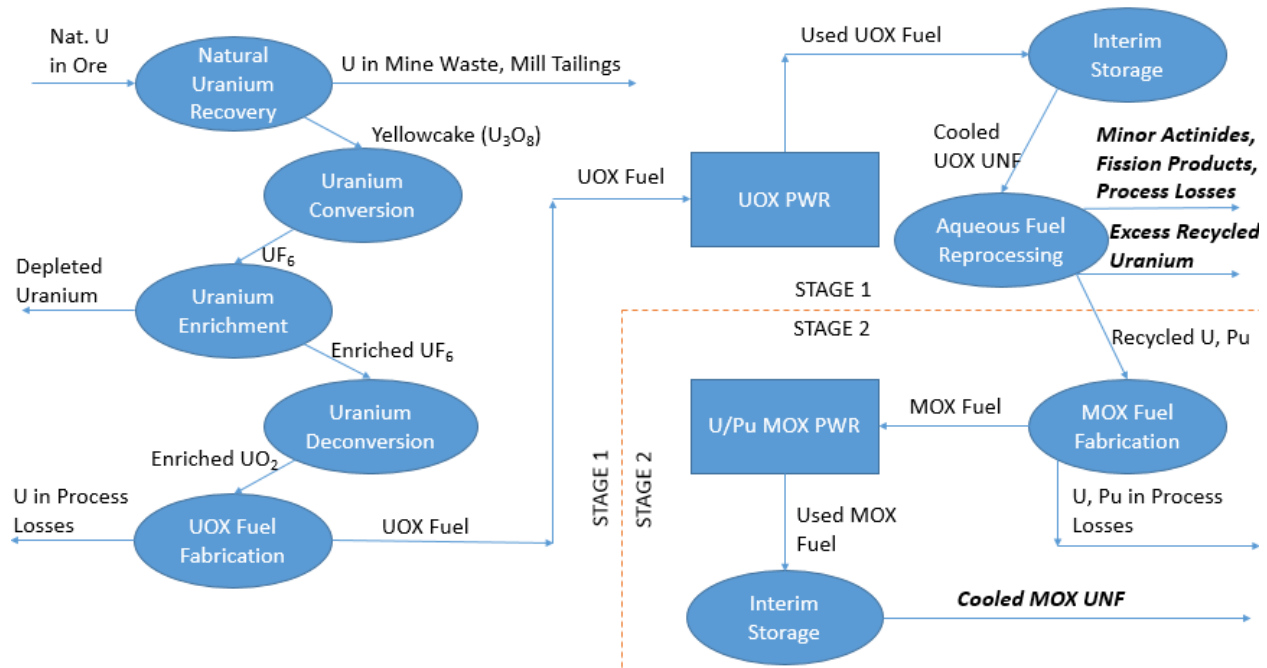 Nat. U
in Ore
Natural
Uranium
Recovery
U in Mine Waste, Mill Tailings
Yellowcake (U₃O₈)
Uranium
Conversion
UF₆
Depleted
Uranium
Uranium
Enrichment
Enriched UF₆
Uranium
Deconversion
Enriched UO₂
U in Process
Losses
UOX Fuel
Fabrication
UOX Fuel
UOX Fuel
UOX PWR
Used UOX Fuel
Interim
Storage
Cooled
UOX UNF
Minor Actinides,
Fission Products,
Process Losses
Aqueous Fuel
Reprocessing
Excess Recycled
Uranium
STAGE 1
STAGE 2
STAGE 1
STAGE 2
Recycled U, Pu
MOX Fuel
Fabrication
MOX Fuel
U/Pu MOX PWR
U, Pu in Process
Losses
Used MOX
Fuel
Interim
Storage
Cooled MOX UNF